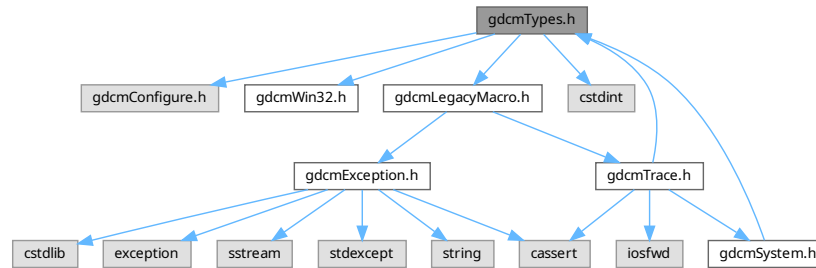 gdcmTypes.h
gdcmConfigure.h
gdcmWin32.h
gdcmLegacyMacro.h
cstdint
gdcmException.h
gdcmTrace.h
cstdlib
exception
sstream
stdexcept
string
cassert
iosfwd
gdcmSystem.h